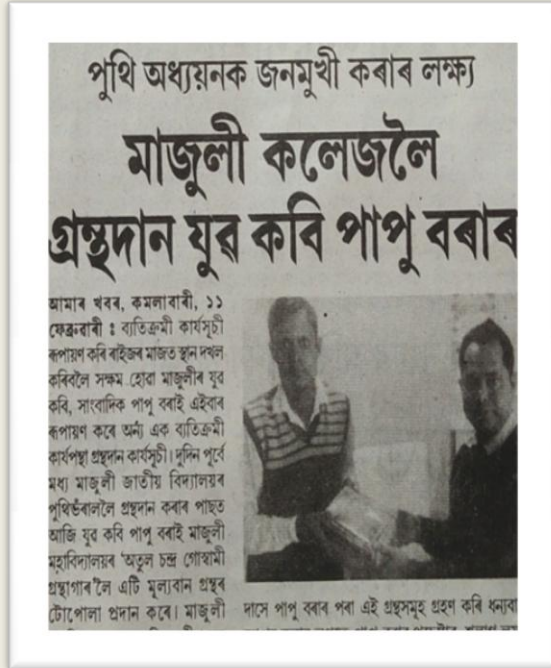 পুথি অধ্যয়নক জনমুখী কৰাৰ লক্ষ্য
মাজুলী কলেজলৈ
গ্ৰন্থদান যুৱ কবি পাপু বৰাৰ
আমাৰ খবৰ, কমলাবাৰী, ১১
ফেব্ৰুৱাৰী ঃ ব্যতিক্ৰমী কাৰ্যসূচী
ৰূপায়ণ কৰি ৰাইজৰ মাজত স্থান দখল
কৰিবলৈ সক্ষম হোৱা মাজুলীৰ যুৱ
কবি, সাংবাদিক পাপু বৰাই এইবাৰ
ৰূপায়ণ কৰে অন্য এক ব্যতিক্ৰমী
কাৰ্যপন্থা গ্ৰন্থদান কাৰ্যসূচী। দুদিন পূৰ্বে
মধ্য মাজুলী জাতীয় বিদ্যালয়ৰ
পুথিভঁৰাললৈ গ্ৰন্থদান কৰাৰ পাছত
আজি যুৱ কবি পাপু বৰাই মাজুলী
মহাবিদ্যালয়ৰ ‘অতুল চন্দ্ৰ গোস্বামী
গ্ৰন্থাগাৰ’লৈ এটি মূল্যবান গ্ৰন্থৰ
টোপোলা প্ৰদান কৰে। মাজুলী
দাসে পাপু বৰাৰ পৰা এই গ্ৰন্থসমূহ গ্ৰহণ কৰি ধন্যবা